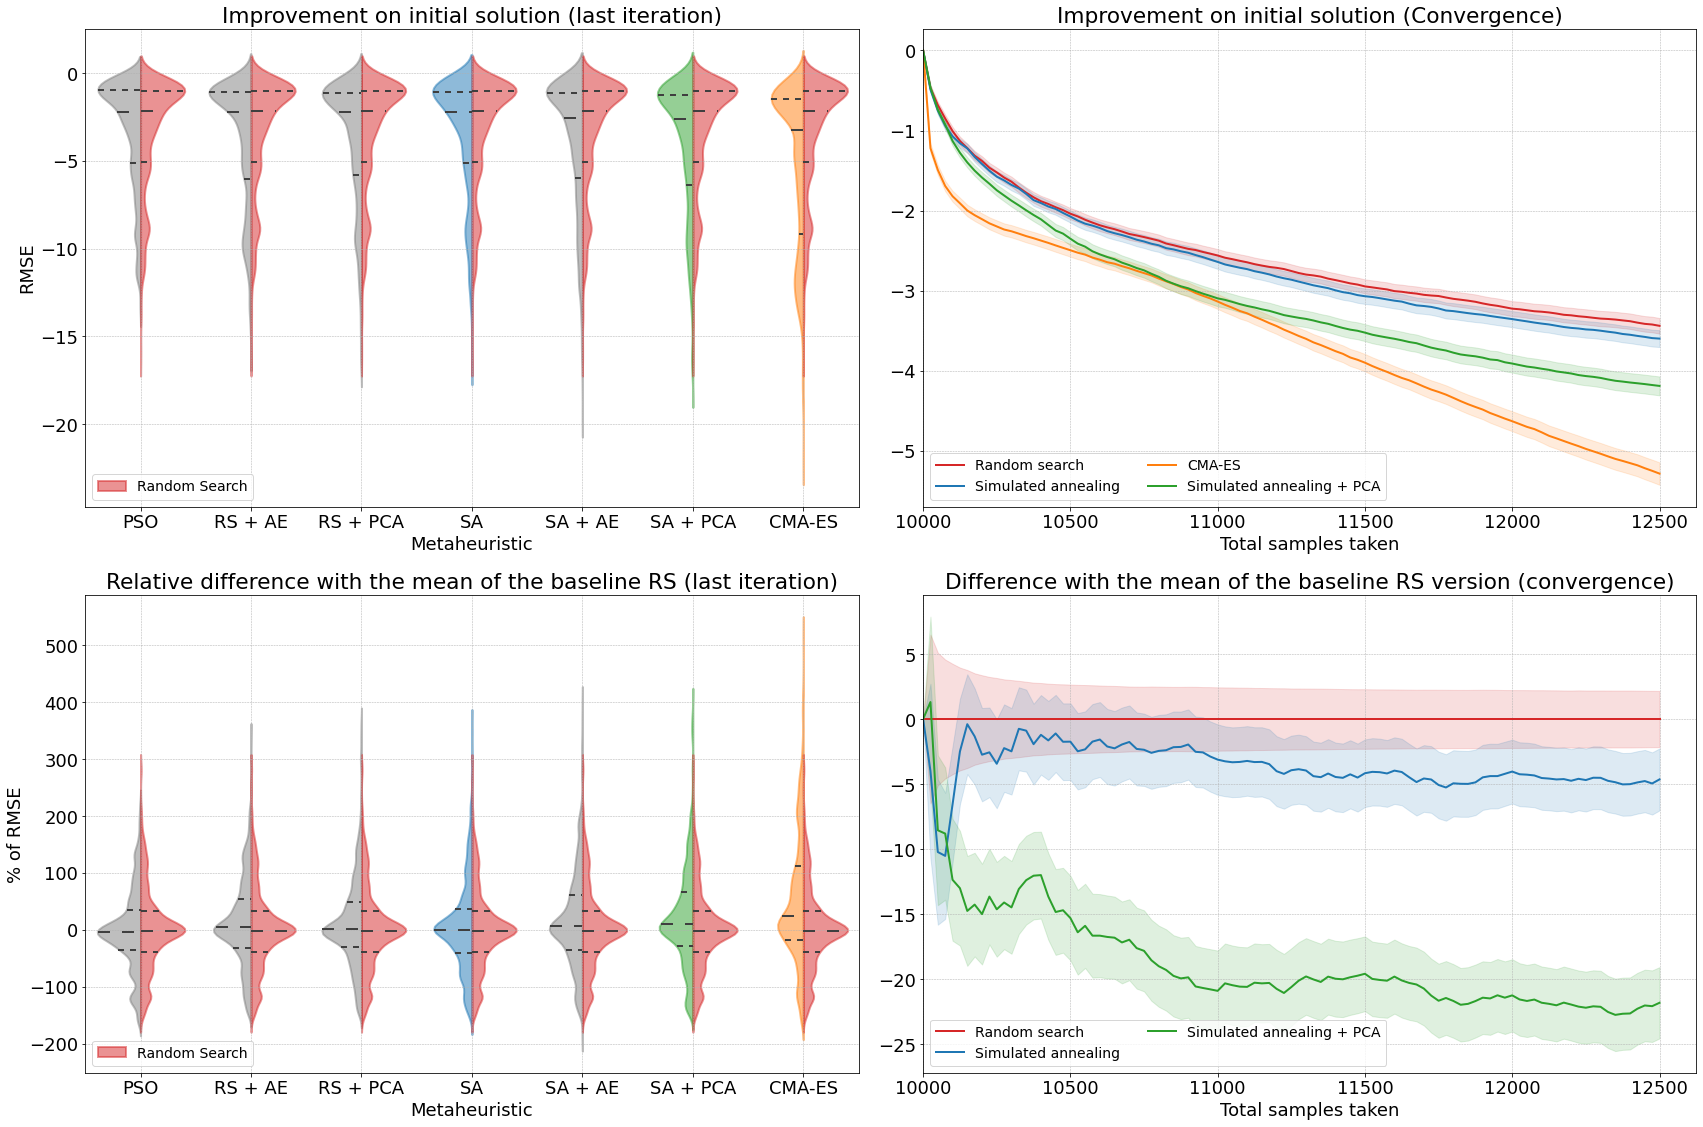 Improvement on initial solution (last iteration)
RMSE
0
−5
−10
−15
−20
Random Search
PSO RS + AE RS + PCA SA SA + AE SA + PCA CMA-ES
Metaheuristic
Improvement on initial solution (Convergence)
0
−1
−2
−3
−4
−5
Random search CMA-ES
Simulated annealing Simulated annealing + PCA
10000 10500 11000 11500 12000 12500
Total samples taken
Relative difference with the mean of the baseline RS (last iteration)
% of RMSE
500
400
300
200
100
0
−100
−200
Random Search
PSO RS + AE RS + PCA SA SA + AE SA + PCA CMA-ES
Metaheuristic
Difference with the mean of the baseline RS version (convergence)
5
0
−5
−10
−15
−20
−25
Random search Simulated annealing + PCA
Simulated annealing
10000 10500 11000 11500 12000 12500
Total samples taken